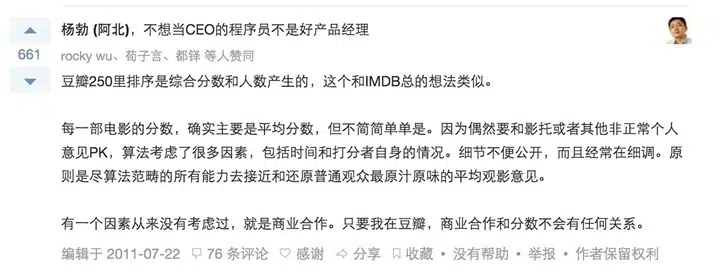 杨勃 (阿北)，不想当CEO的程序员不是好产品经理
661
rocky wu、荀子言、都铎 等人赞同
豆瓣250里排序是综合分数和人数产生的，这个和IMDB总的想法类似。
每一部电影的分数，确实主要是平均分数，但不简简单单是。因为偶然要和影托或者其他非正常个人
意见PK，算法考虑了很多因素，包括时间和打分者自身的情况。细节不便公开，而且经常在细调。原
则是尽算法范畴的所有能力去接近和还原普通观众最原汁原味的平均观影意见。
有一个因素从来没有考虑过，就是商业合作。只要我在豆瓣，商业合作和分数不会有任何关系。
编辑于 2011-07-22 76 条评论 感谢 分享 收藏 • 没有帮助 • 举报 • 作者保留权利